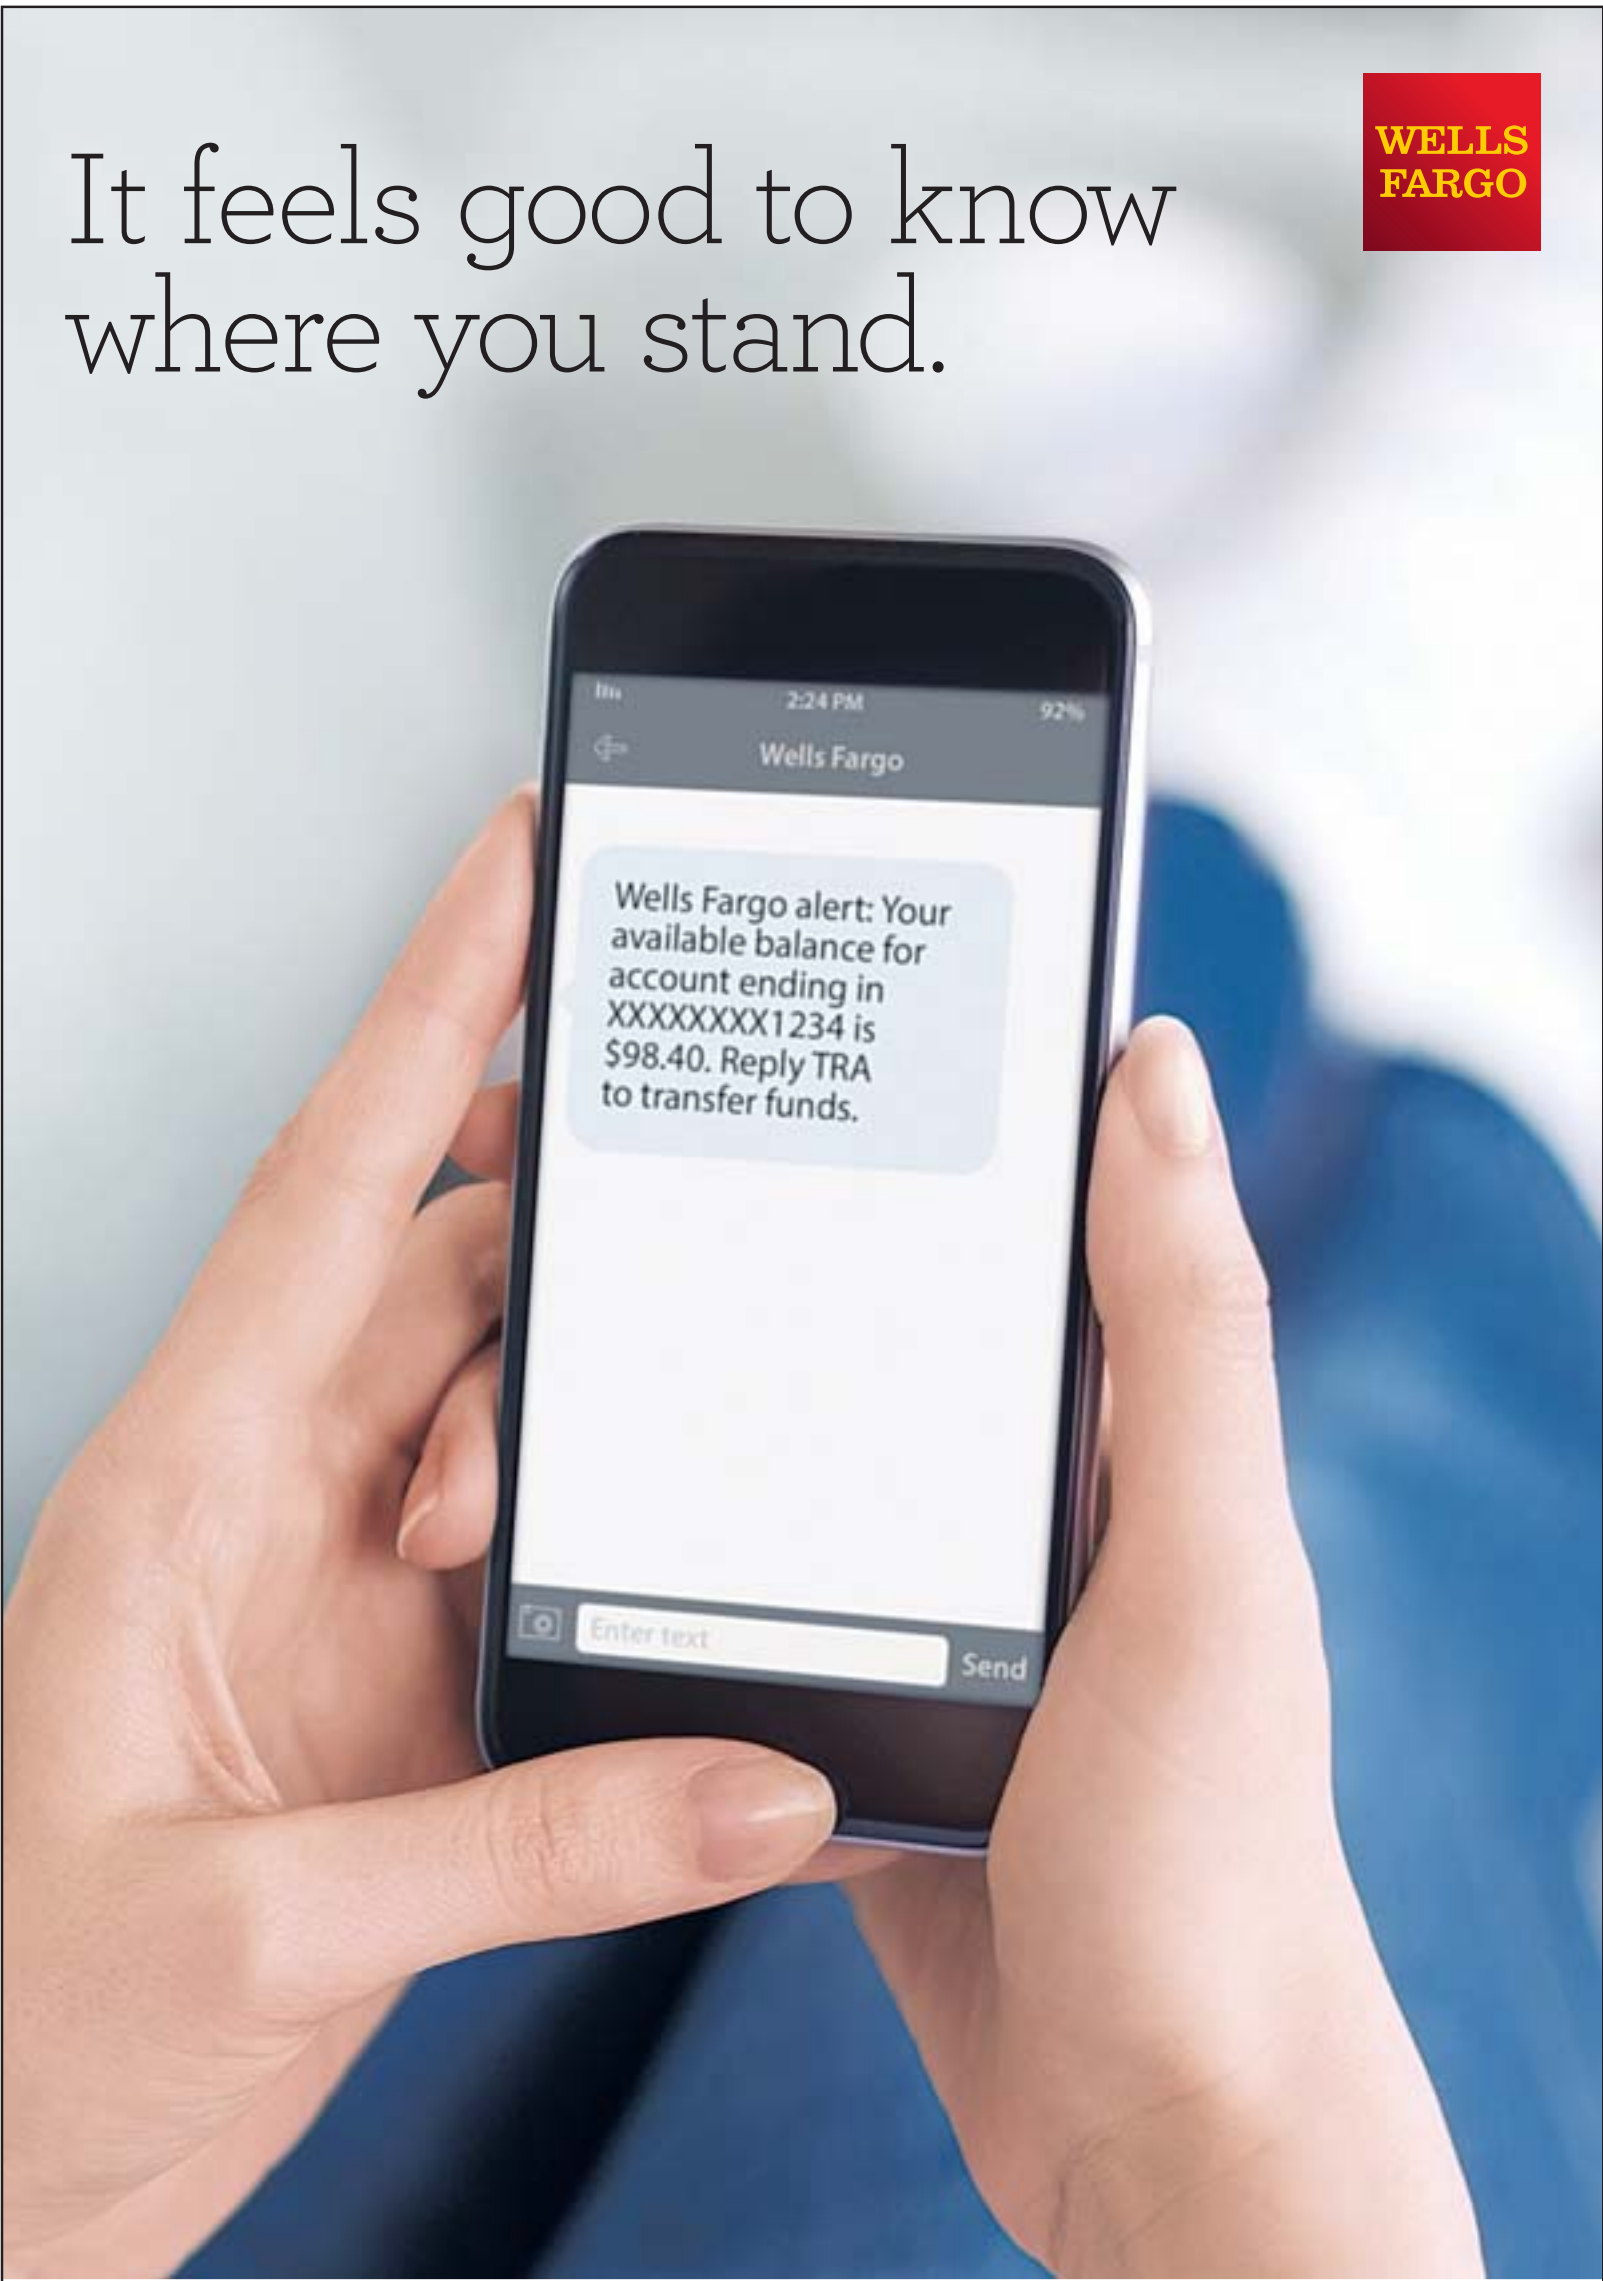 It feels good to know
where you stand.
WELLS
FARGO
2:24 PM
92%
Wells Fargo
Wells Fargo alert: Your
available balance for
account ending in
XXXXXXXX1234 is
$98.40. Reply TRA
to transfer funds.
Enter text
Send